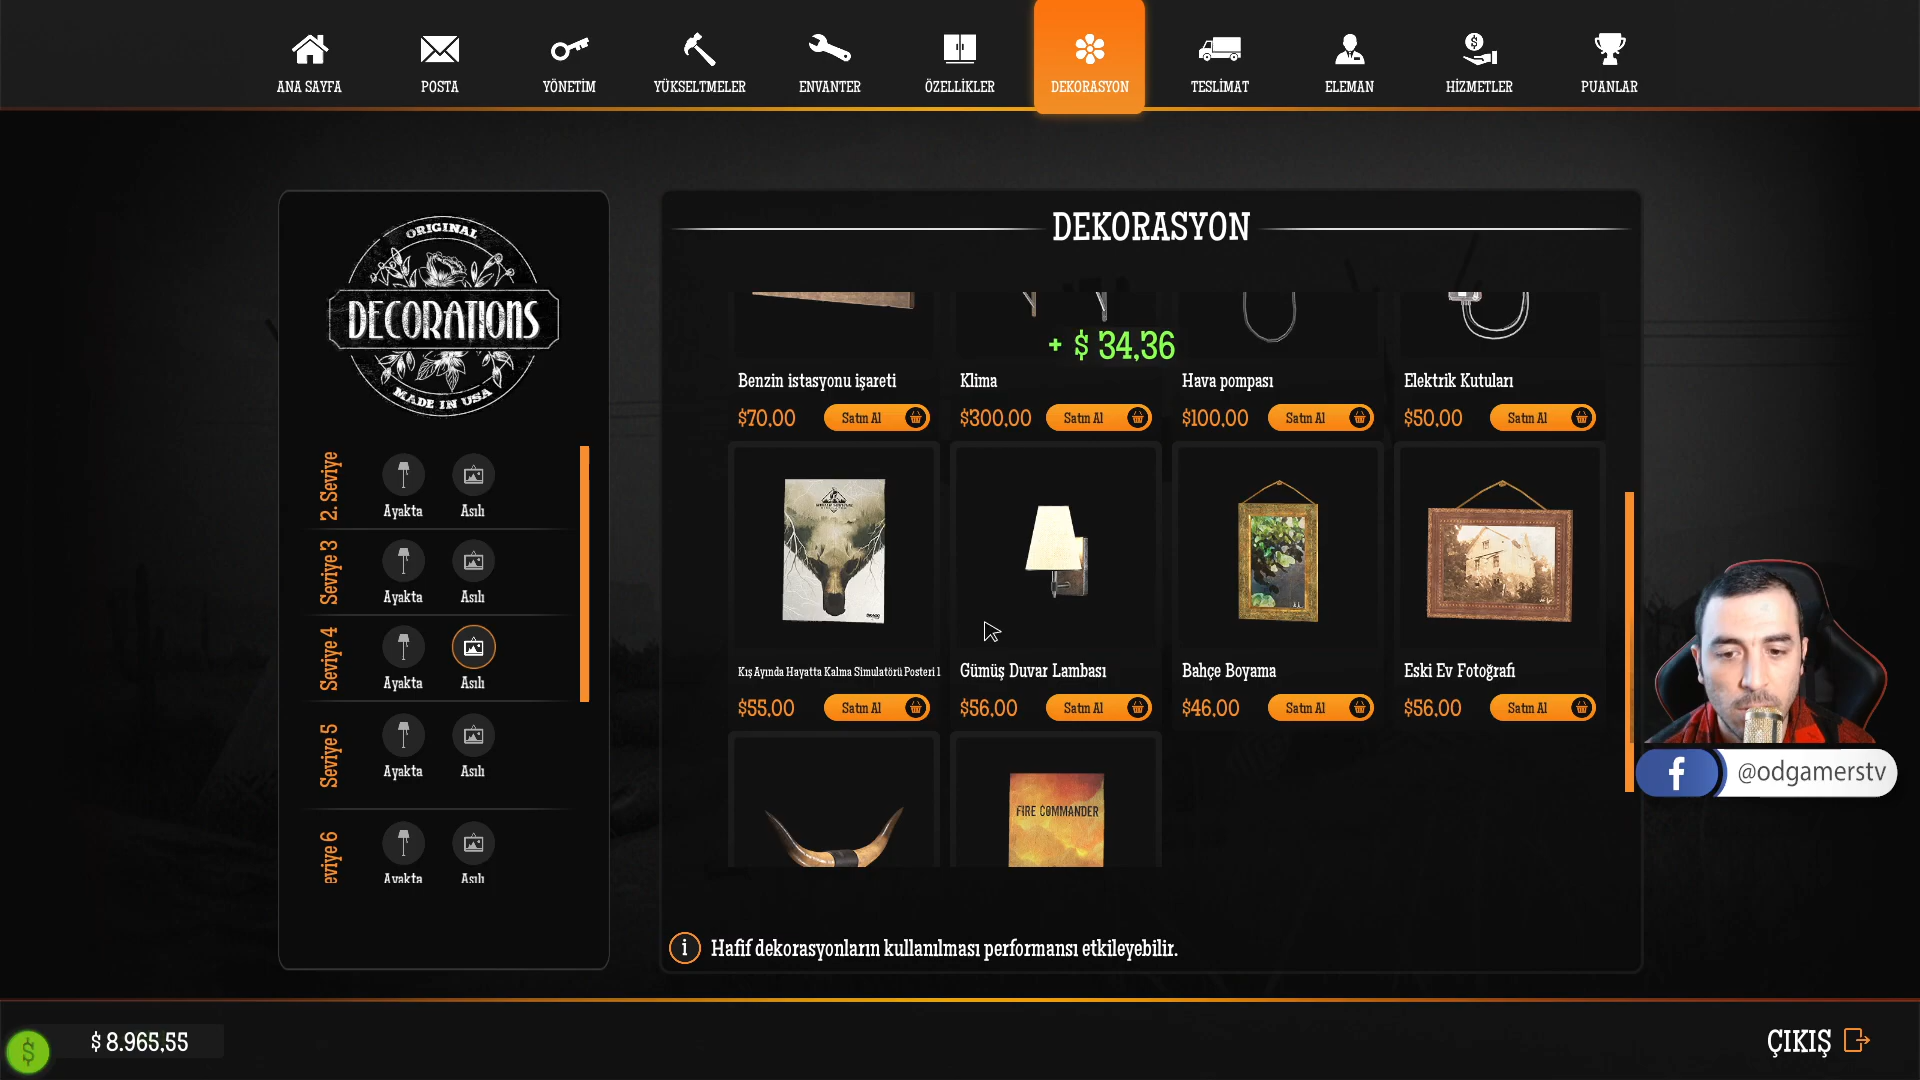 ANA SAYFA
POSTA
YÖNETİM
YÜKSELTMELER
ENVANTER
ÖZELLİKLER
DEKORASYON
TESLİMAT
ELEMAN
HİZMETLER
PUANLAR
ORIGINAL
DECORATIONS
MADE IN USA
2. Seviye
Ayakta
Asılı
Seviye 3
Ayakta
Asılı
Seviye 4
Ayakta
Asılı
Seviye 5
Ayakta
Asılı
eviye 6
Ayakta
Asılı
DEKORASYON
+ $ 34,36
Benzin istasyonu işareti
$70,00
Satın Al
Klima
$300,00
Satın Al
Hava pompası
$100,00
Satın Al
Elektrik Kutuları
$50,00
Satın Al
Kış Ayında Hayatta Kalma Simulatörü Posteri 1
$55,00
Satın Al
Gümüş Duvar Lambası
$56,00
Satın Al
Bahçe Boyama
$46,00
Satın Al
Eski Ev Fotoğrafı
$56,00
Satın Al
FIRE COMMANDER
i Hafif dekorasyonların kullanılması performansı etkileyebilir.
f @odgamerstv
$ $ 8.965,55
ÇIKIŞ